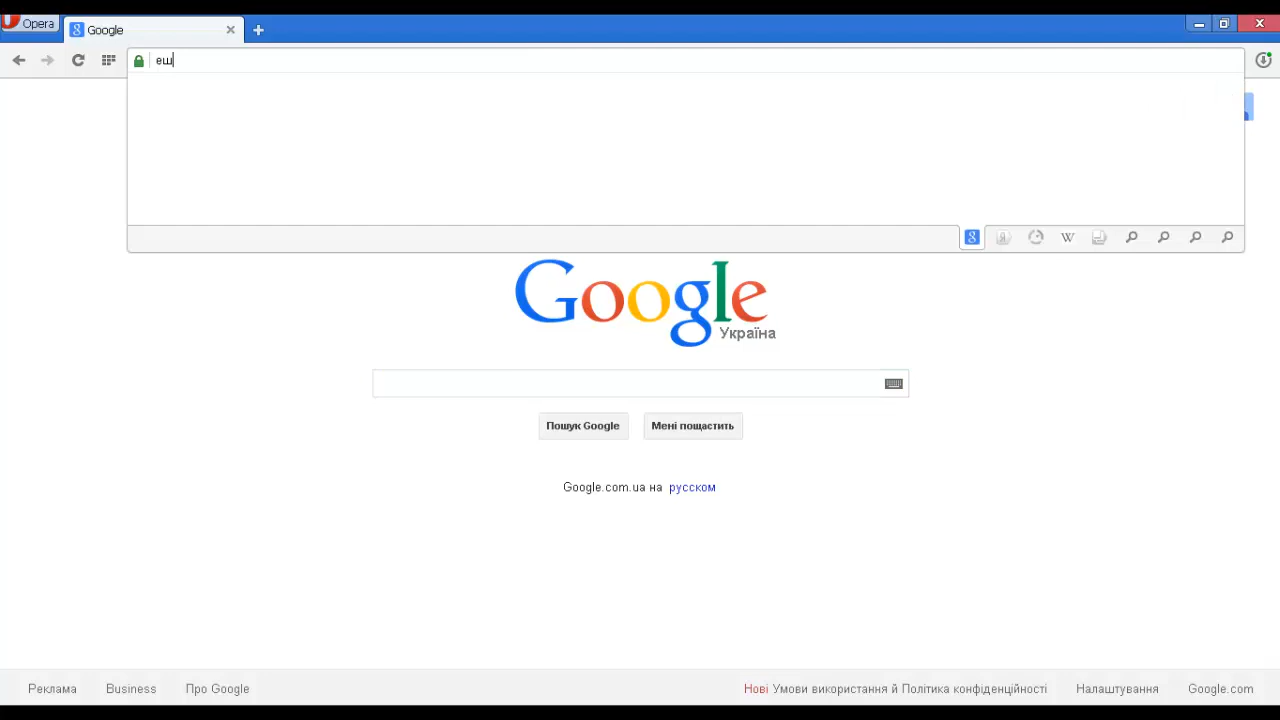 Opera
Google
ещ
Google
Україна
Пошук Google
Мені пощастить
Google.com.ua на русском
Реклама Business Про Google
Нові Умови використання й Політика конфіденційності Налаштування Google.com